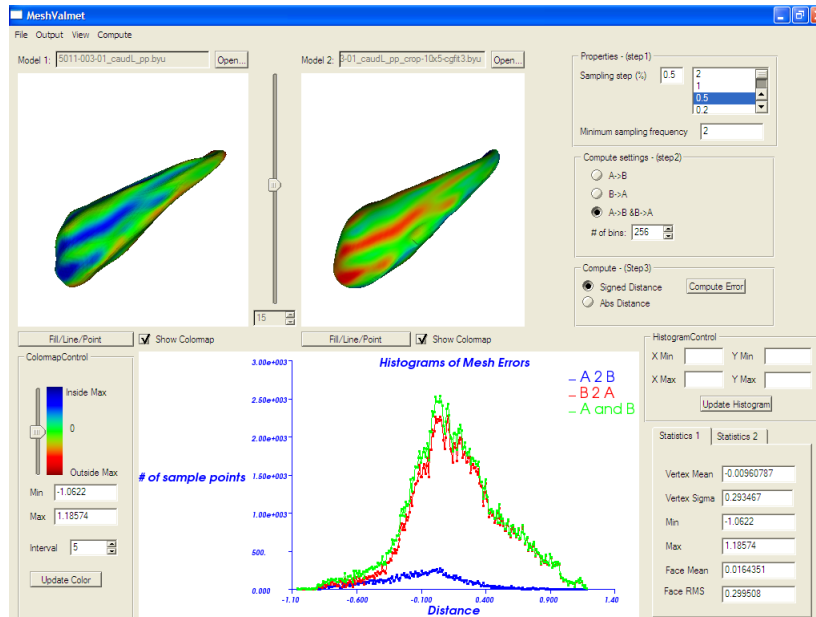 MeshValmet
File Output View Compute
Model 1: 5011-003-01_caudL_pp.byu Open...
Model 2: 3-01_caudL_pp_crop-10x5-cgfit3.byu Open...
Properties - (step1)
Sampling step (%) 0.5
2
1
0.5
0.2
Minimum sampling frequency 2
Compute settings - (step2)
A->B
B->A
A->B &B->A
# of bins: 256
Compute - (Step3)
Signed Distance
Compute Error
Abs Distance
15
Fill/Line/Point Show Colormap
Fill/Line/Point Show Colormap
ColormapControl
Inside Max
0
Outside Max
Min -1.0622
Max 1.18574
Interval 5
Update Color
Histograms of Mesh Errors
A 2 B
B 2 A
A and B
# of sample points
3.00e+003
2.50e+003
2.00e+003
1.50e+003
1.00e+003
500.
0.000
-1.10 -0.600 -0.100 0.400 0.900 1.40
Distance
HistogramControl
X Min Y Min
X Max Y Max
Update Histogram
Statistics 1 Statistics 2
Vertex Mean -0.00960787
Vertex Sigma 0.293467
Min -1.0622
Max 1.18574
Face Mean 0.0164351
Face RMS 0.299508